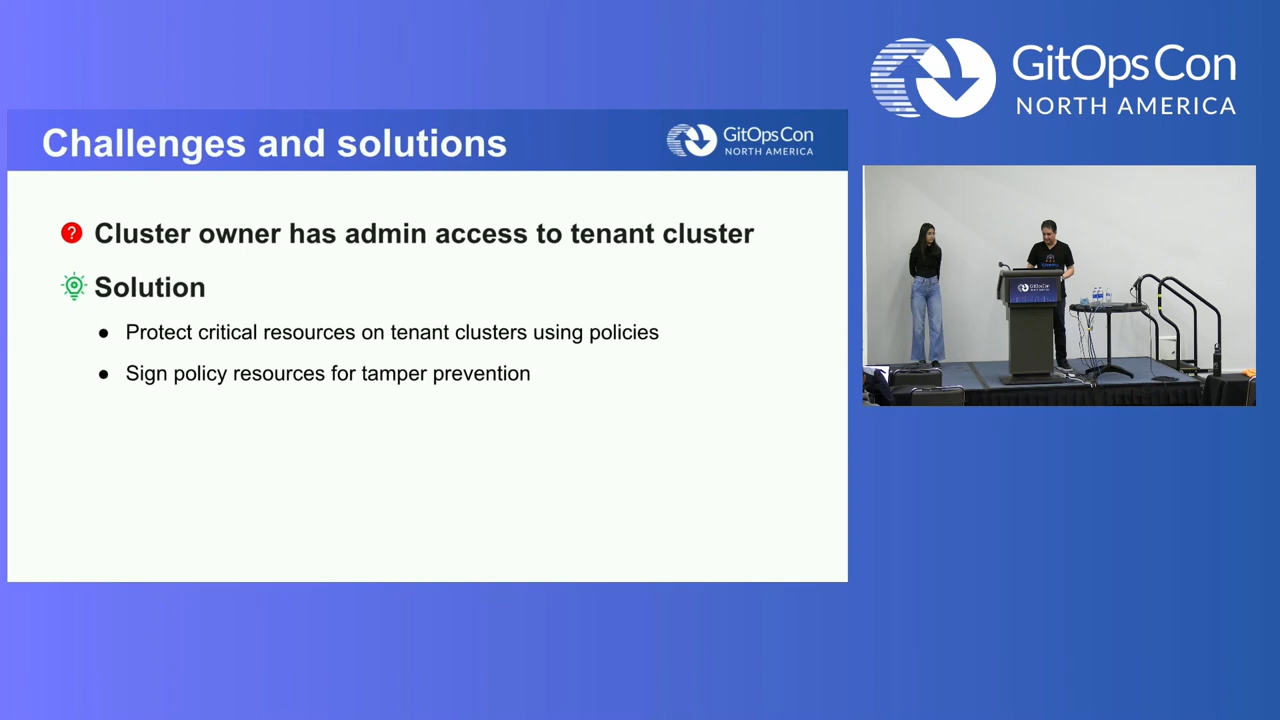 GitOpsCon
NORTH AMERICA
Challenges and solutions
GitOpsCon
NORTH AMERICA
? Cluster owner has admin access to tenant cluster
Solution
● Protect critical resources on tenant clusters using policies
● Sign policy resources for tamper prevention